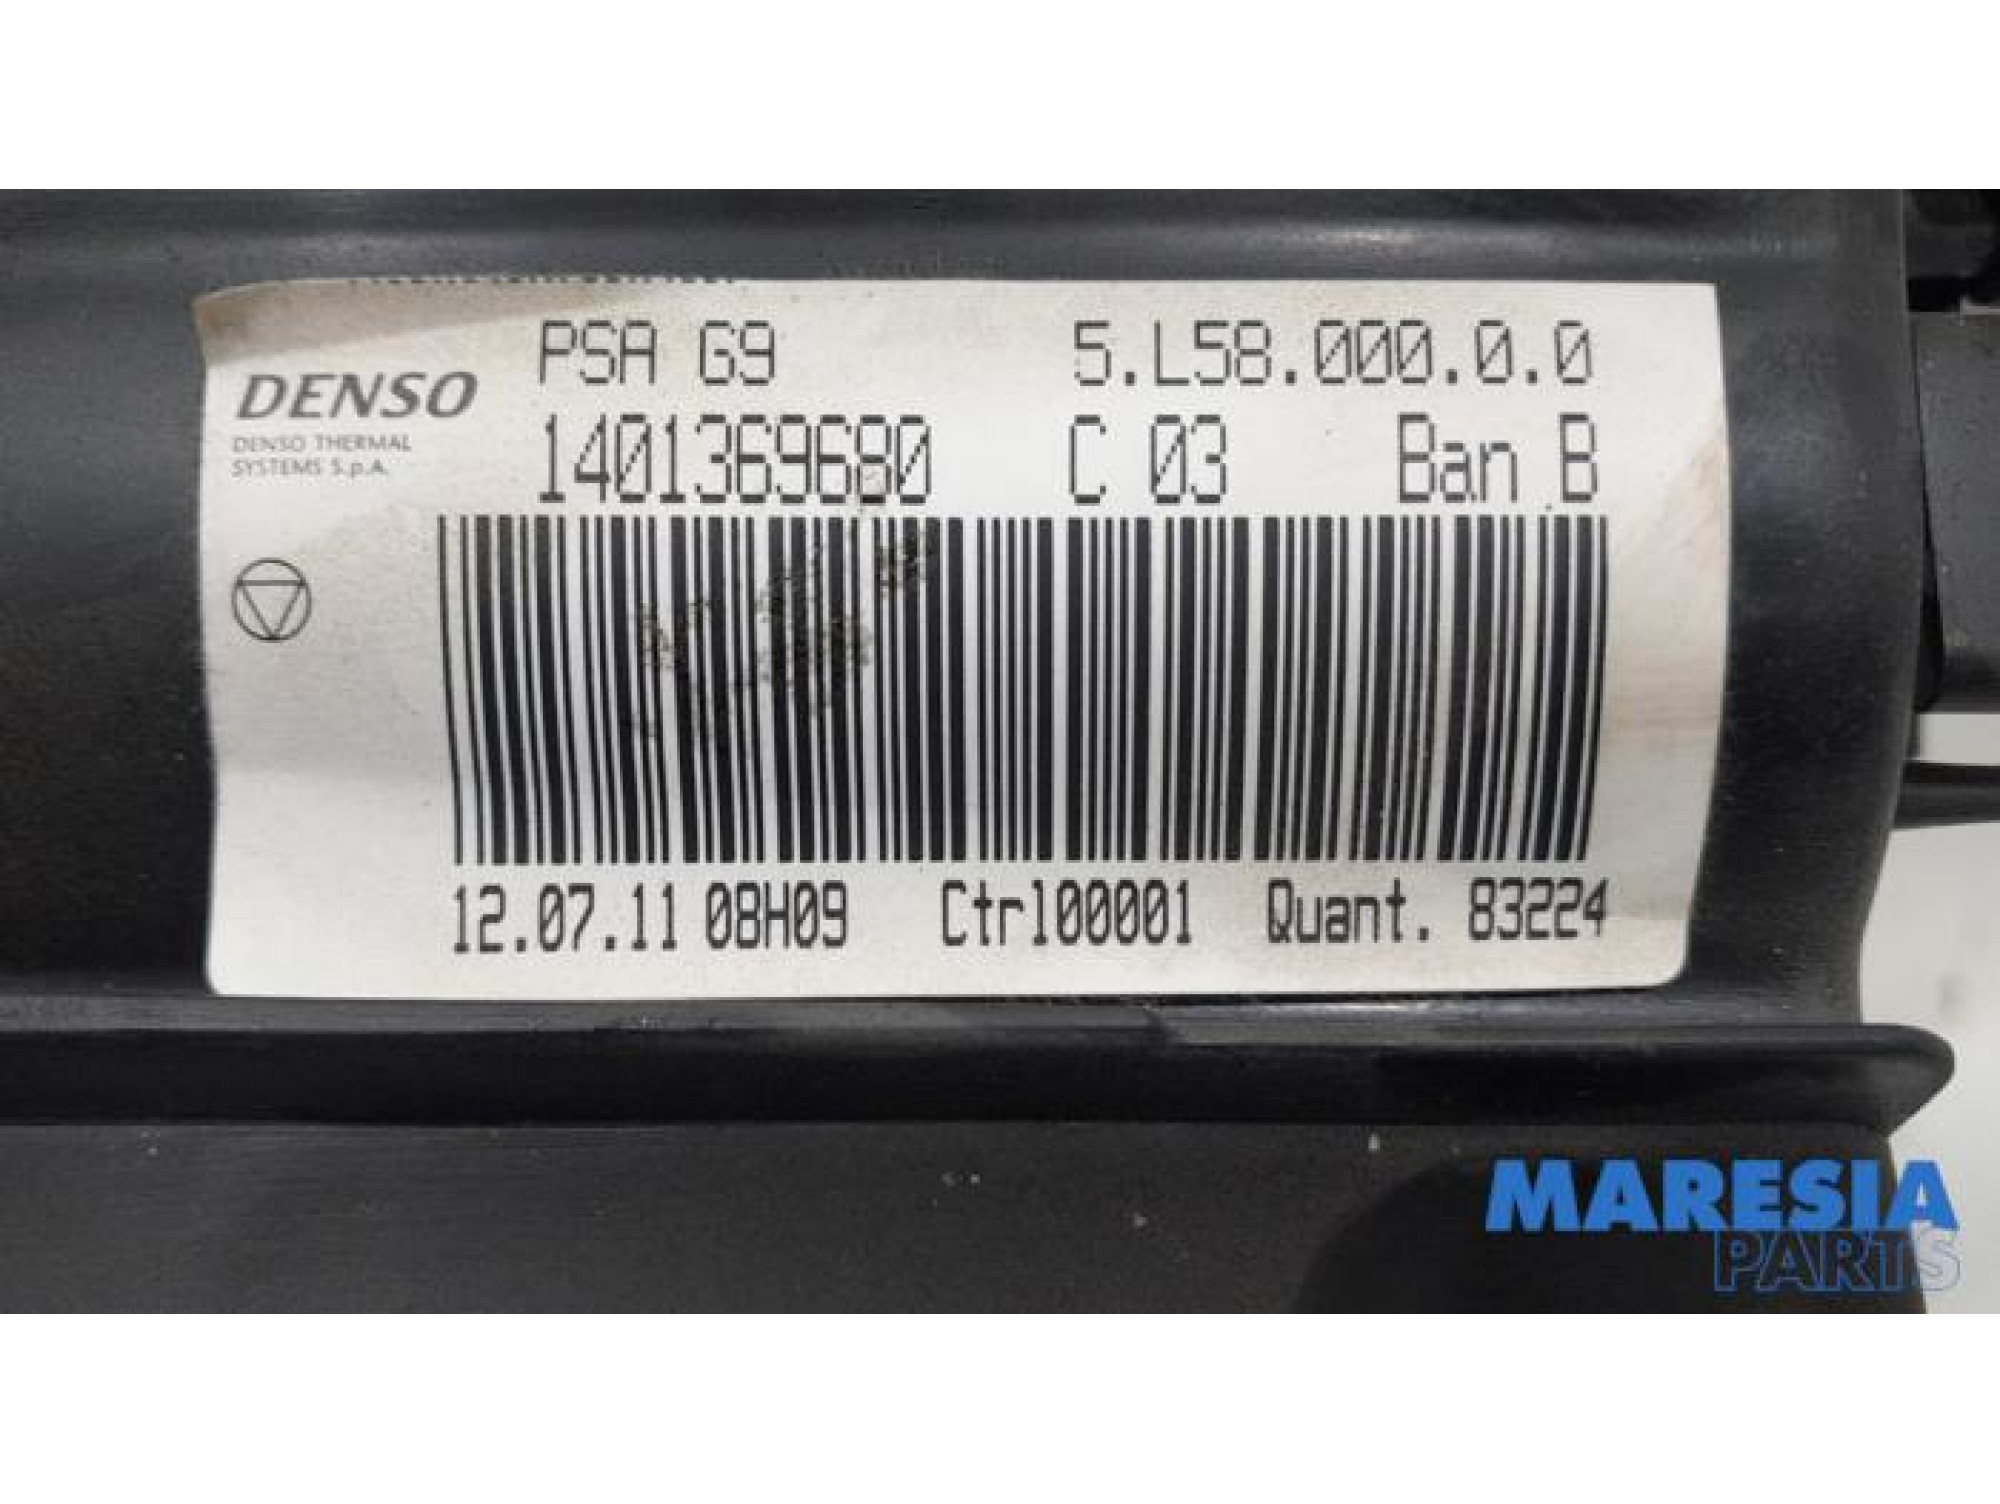 PSA G9 5.L58.000.0.0
DENSO
DENSO THERMAL
SYSTEMS S.p.A.
1401369680 C 03 Ban B
12.07.11 08H09 Ctrl00001 Quant. 83224
MARESIA
PARTS